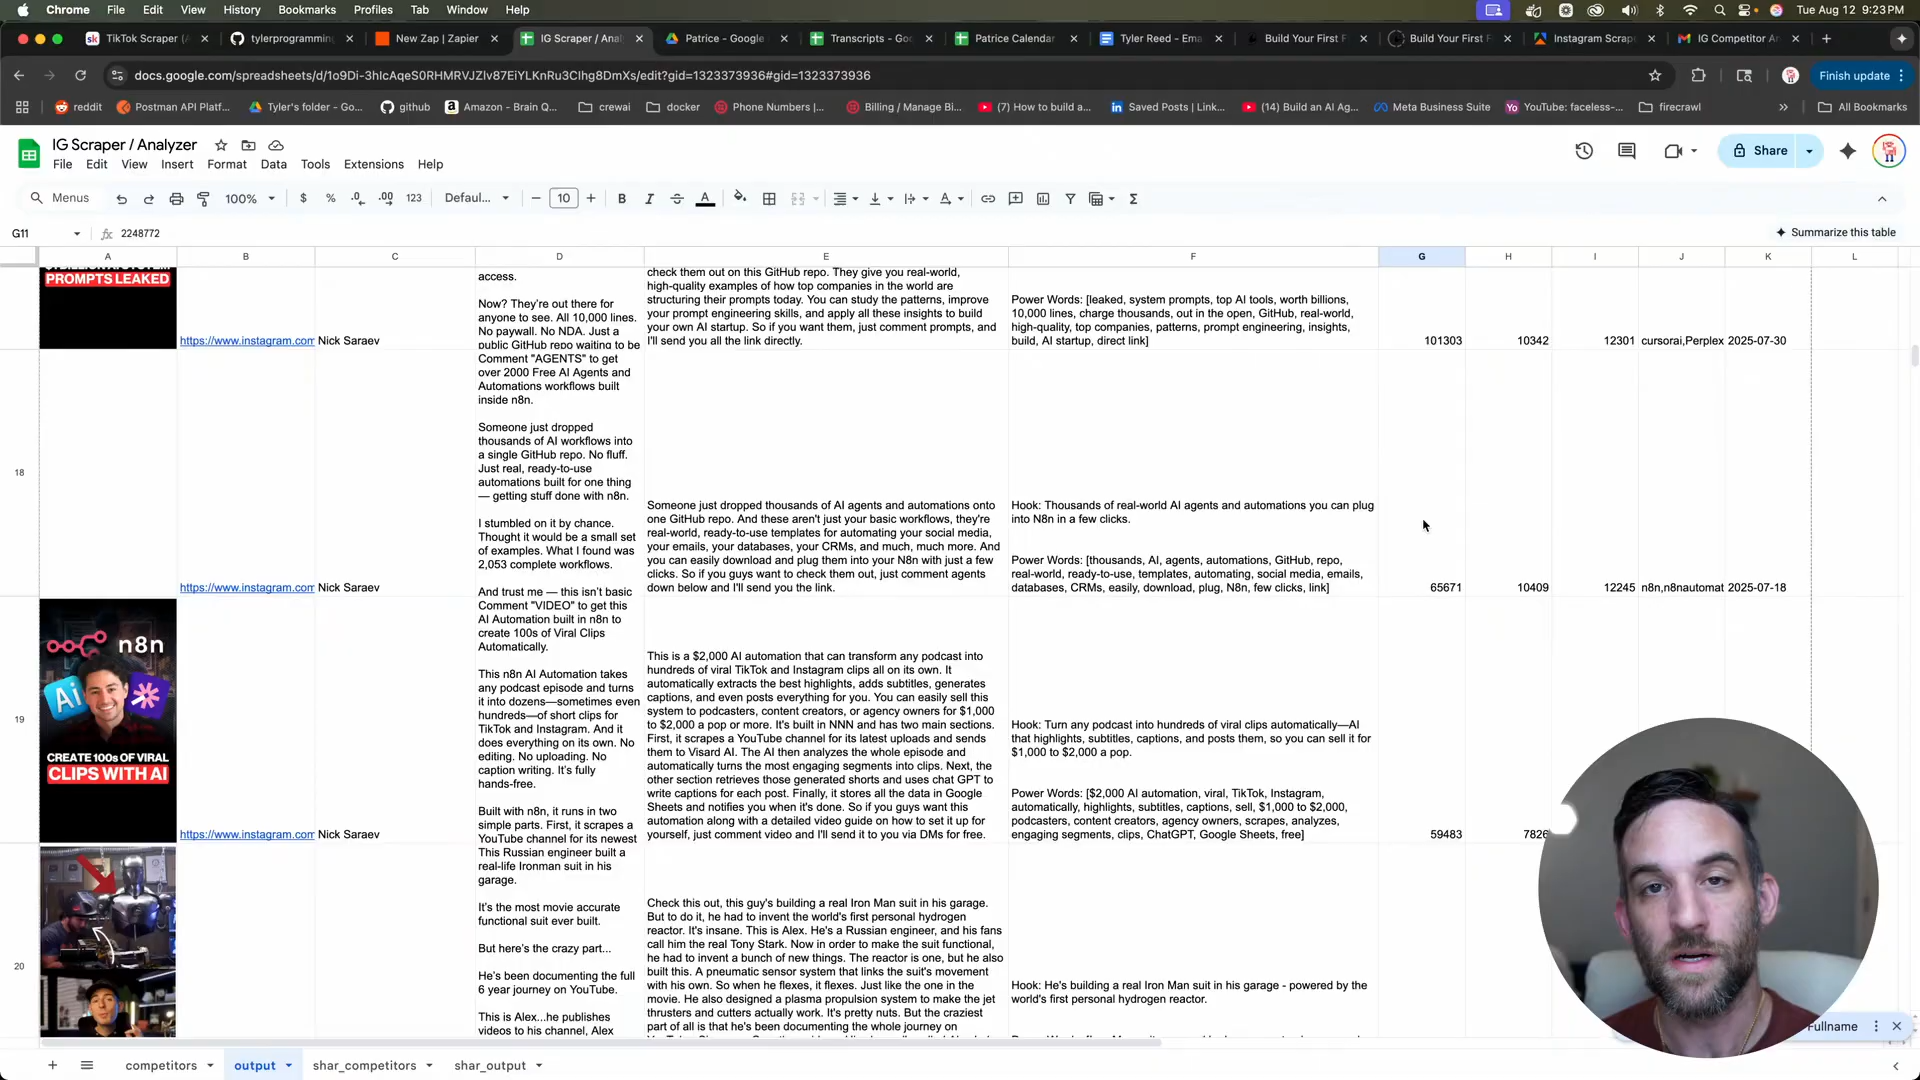 Chrome File Edit View History Bookmarks Profiles Tab Window Help Tue Aug 12 9:23 PM
TikTok Scraper (A tylerprogrammin New Zap | Zapier IG Scraper / Anal Patrice - Google Transcripts - Goo Patrice Calendar Tyler Reed - Ema Build Your First F Build Your First F Instagram Scrap IG Competitor An
docs.google.com/spreadsheets/d/1o9Di-3hIcAqeS0RHMRVJZlv87EiYLKnRu3Clhg8DmXs/edit?gid=1323373936#gid=1323373936 Finish update
reddit Postman API Platf... Tyler's folder - Go... github Amazon - Brain Q... crewai docker Phone Numbers |... Billing / Manage Bi... (7) How to build a... Saved Posts | Link... (14) Build an AI Ag... Meta Business Suite YouTube: faceless-... firecrawl All Bookmarks
IG Scraper / Analyzer
File Edit View Insert Format Data Tools Extensions Help
Share
Menus 100% $ % .0 .00 123 Defaul... 10 B I A
G11 fx 2248772 Summarize this table
A B C D E F G H I J K L
PROMPTS LEAKED
https://www.instagram.com Nick Saraev
access.
Now? They're out there for
anyone to see. All 10,000 lines.
No paywall. No NDA. Just a
public GitHub repo waiting to be
check them out on this GitHub repo. They give you real-world,
high-quality examples of how top companies in the world are
structuring their prompts today. You can study the patterns, improve
your prompt engineering skills, and apply all these insights to build
your own AI startup. So if you want them, just comment prompts, and
I'll send you all the link directly.
Power Words: [leaked, system prompts, top AI tools, worth billions,
10,000 lines, charge thousands, out in the open, GitHub, real-world,
high-quality, top companies, patterns, prompt engineering, insights,
build, AI startup, direct link]
101303 10342 12301 cursorai,Perplex 2025-07-30
18
https://www.instagram.com Nick Saraev
Comment "AGENTS" to get
over 2000 Free AI Agents and
Automations workflows built
inside n8n.
Someone just dropped
thousands of AI workflows into
a single GitHub repo. No fluff.
Just real, ready-to-use
automations built for one thing
— getting stuff done with n8n.
I stumbled on it by chance.
Thought it would be a small set
of examples. What I found was
2,053 complete workflows.
And trust me — this isn't basic
Someone just dropped thousands of AI agents and automations onto
one GitHub repo. And these aren't just your basic workflows, they're
real-world, ready-to-use templates for automating your social media,
your emails, your databases, your CRMs, and much, much more. And
you can easily download and plug them into your N8n with just a few
clicks. So if you guys want to check them out, just comment agents
down below and I'll send you the link.
Hook: Thousands of real-world AI agents and automations you can plug
into N8n in a few clicks.
Power Words: [thousands, AI, agents, automations, GitHub, repo,
real-world, ready-to-use, templates, automating, social media, emails,
databases, CRMs, easily, download, plug, N8n, few clicks, link]
65671 10409 12245 n8n,n8nautomat 2025-07-18
19
n8n
Ai
CREATE 100s OF VIRAL
CLIPS WITH AI
https://www.instagram.com Nick Saraev
Comment "VIDEO" to get this
AI Automation built in n8n to
create 100s of Viral Clips
Automatically.
This n8n AI Automation takes
any podcast episode and turns
it into dozens—sometimes even
hundreds—of short clips for
TikTok and Instagram. And it
does everything on its own. No
editing. No uploading. No
caption writing. It's fully
hands-free.
Built with n8n, it runs in two
simple parts. First, it scrapes a
YouTube channel for its newest
This is a $2,000 AI automation that can transform any podcast into
hundreds of viral TikTok and Instagram clips all on its own. It
automatically extracts the best highlights, adds subtitles, generates
captions, and even posts everything for you. You can easily sell this
system to podcasters, content creators, or agency owners for $1,000
to $2,000 a pop or more. It's built in NNN and has two main sections.
First, it scrapes a YouTube channel for its latest uploads and sends
them to Visard AI. The AI then analyzes the whole episode and
automatically turns the most engaging segments into clips. Next, the
other section retrieves those generated shorts and uses chat GPT to
write captions for each post. Finally, it stores all the data in Google
Sheets and notifies you when it's done. So if you guys want this
automation along with a detailed video guide on how to set it up for
yourself, just comment video and I'll send it to you via DMs for free.
Hook: Turn any podcast into hundreds of viral clips automatically—AI
that highlights, subtitles, captions, and posts them, so you can sell it for
$1,000 to $2,000 a pop.
Power Words: [$2,000 AI automation, viral, TikTok, Instagram,
automatically, highlights, subtitles, captions, sell, $1,000 to $2,000,
podcasters, content creators, agency owners, scrapes, analyzes,
engaging segments, clips, ChatGPT, Google Sheets, free]
59483 7826
20
This Russian engineer built a
real-life Ironman suit in his
garage.
It's the most movie accurate
functional suit ever built.
But here's the crazy part...
He's been documenting the full
6 year journey on YouTube.
This is Alex...he publishes
videos to his channel, Alex
Check this out, this guy's building a real Iron Man suit in his garage.
But to do it, he had to invent the world's first personal hydrogen
reactor. It's insane. This is Alex. He's a Russian engineer, and his fans
call him the real Tony Stark. Now in order to make the suit functional,
he had to invent a bunch of new things. The reactor is one, but he also
built this. A pneumatic sensor system that links the suit's movement
with his own. So when he flexes, it flexes. Just like the one in the
movie. He also designed a plasma propulsion system to make the jet
thrusters and cutters actually work. It's pretty nuts. But the craziest
part of all is that he's been documenting the whole journey on
Hook: He's building a real Iron Man suit in his garage - powered by the
world's first personal hydrogen reactor.
Fullname
competitors output shar_competitors shar_output